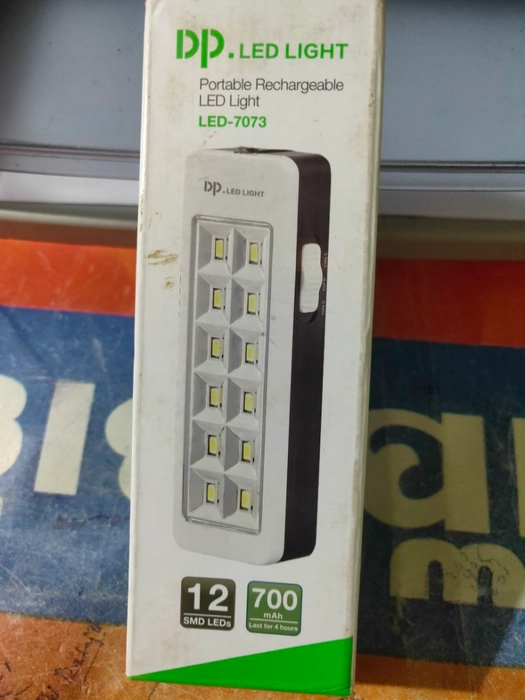 DP.LED LIGHT
Portable Rechargeable
LED Light
LED-7073
DP.LED LIGHT
12
SMD LEDs
700
mAh
Last for 4 hours